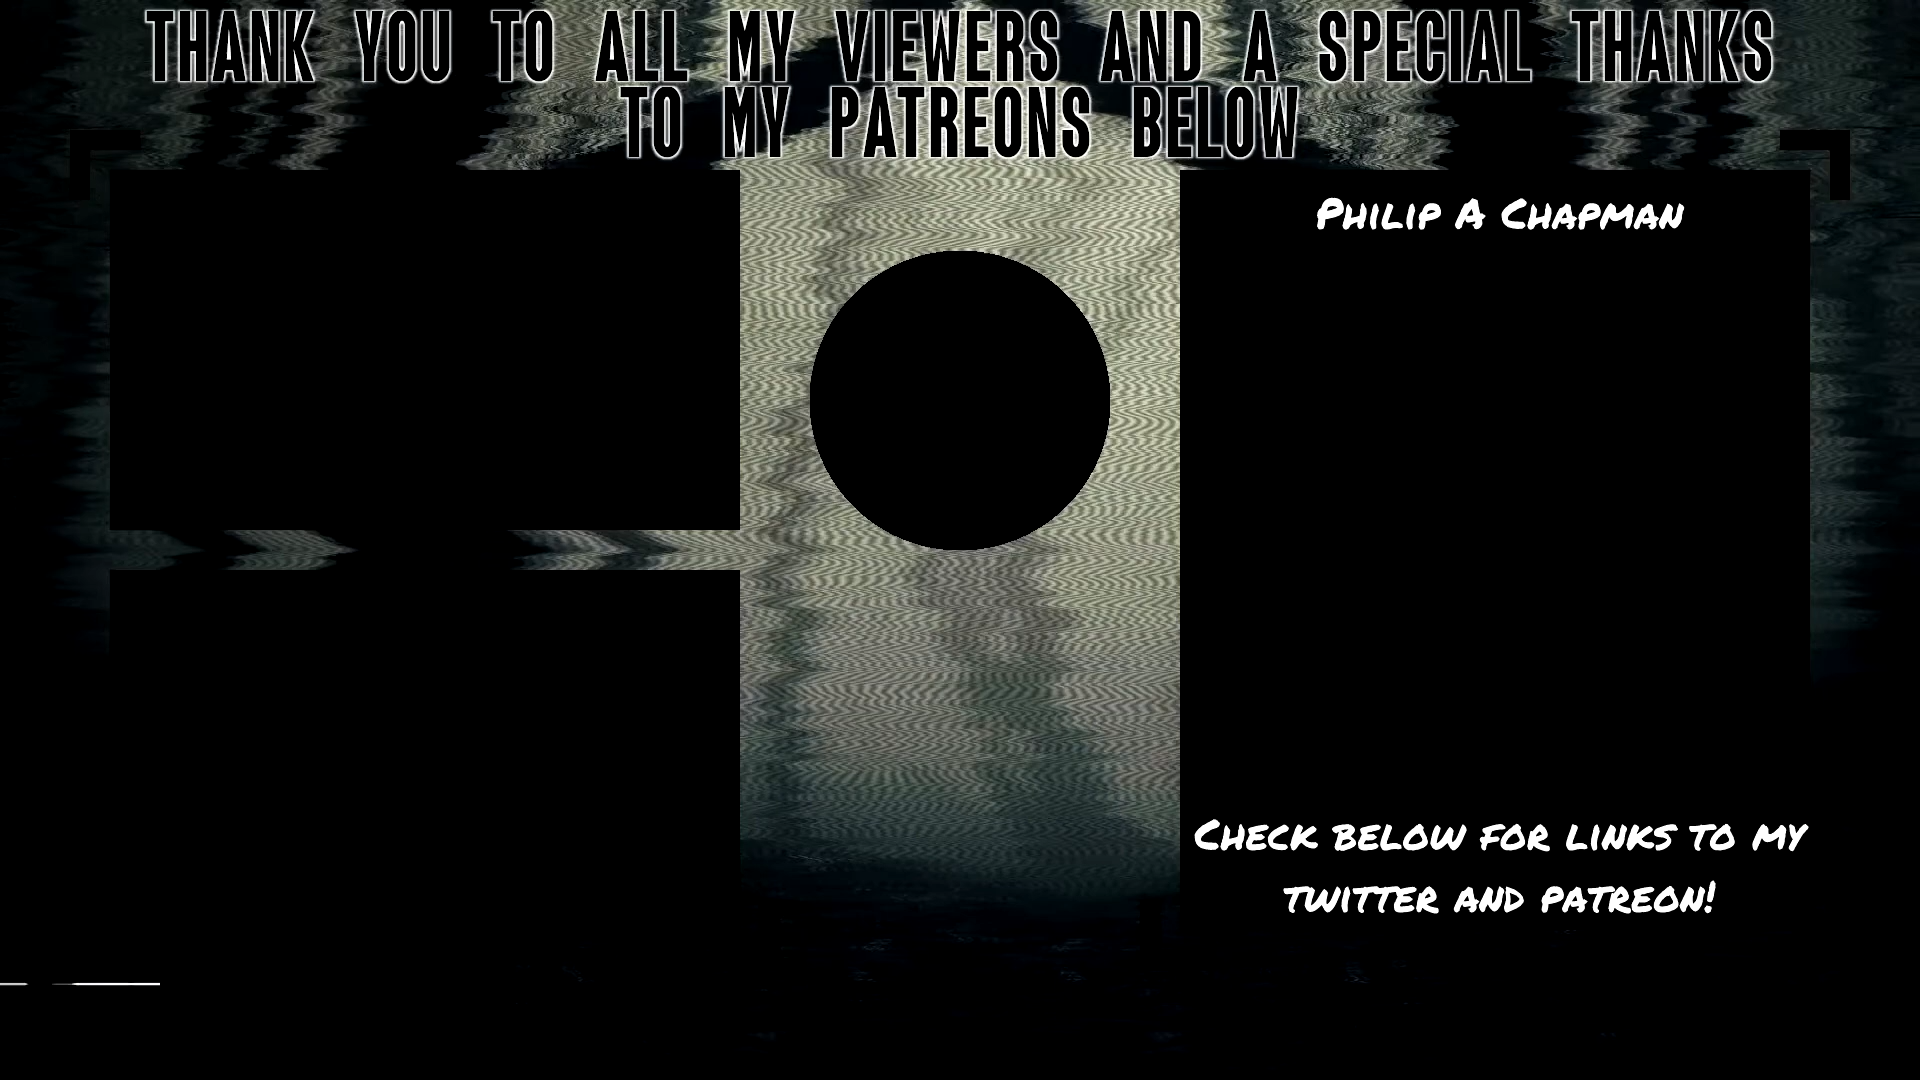 THANK YOU TO ALL MY VIEWERS AND A SPECIAL THANKS
TO MY PATREONS BELOW
Philip A Chapman
Check below for links to my
twitter and patreon!